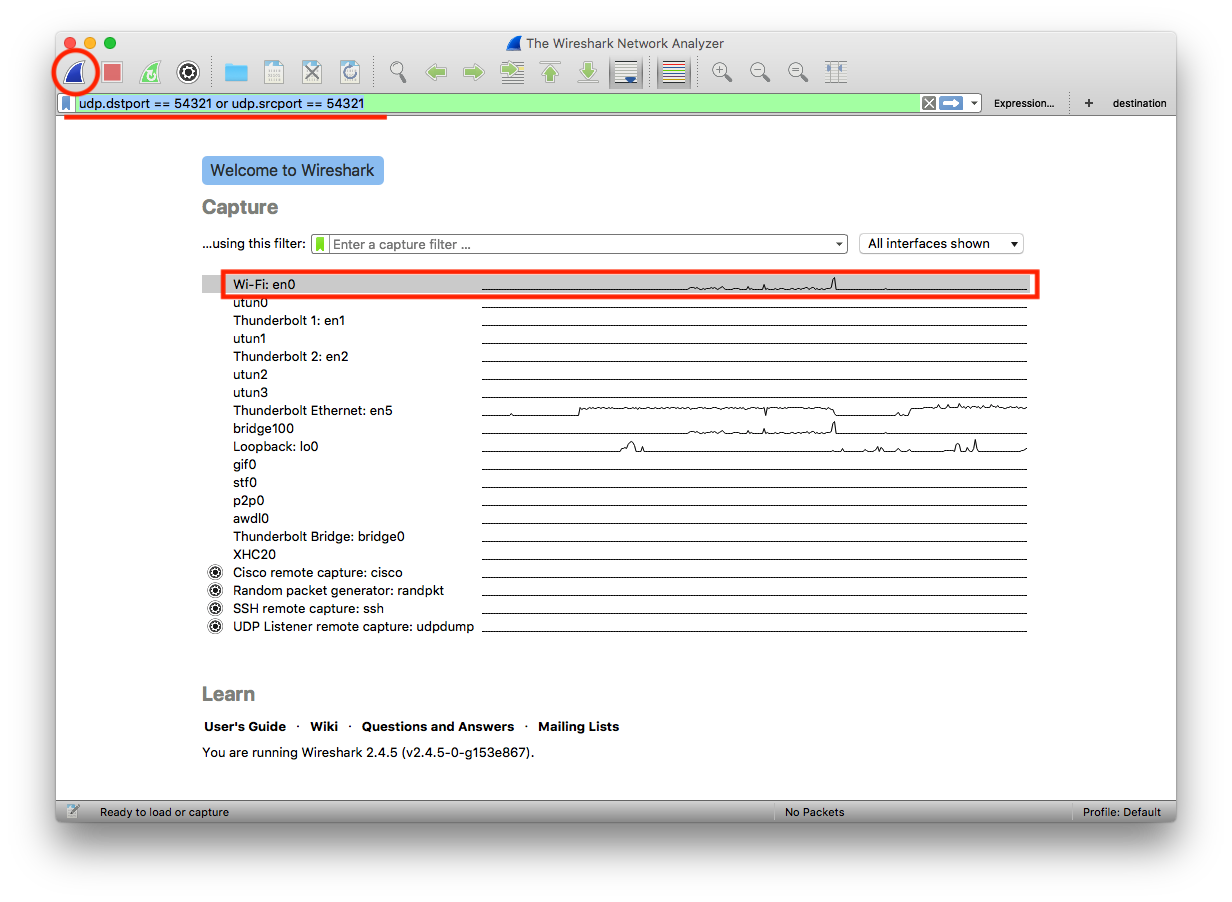 The Wireshark Network Analyzer
udp.dstport == 54321 or udp.srcport == 54321 Expression... + destination
Welcome to Wireshark
Capture
...using this filter: Enter a capture filter ... All interfaces shown
Wi-Fi: en0
utun0
Thunderbolt 1: en1
utun1
Thunderbolt 2: en2
utun2
utun3
Thunderbolt Ethernet: en5
bridge100
Loopback: lo0
gif0
stf0
p2p0
awdl0
Thunderbolt Bridge: bridge0
XHC20
Cisco remote capture: cisco
Random packet generator: randpkt
SSH remote capture: ssh
UDP Listener remote capture: udpdump
Learn
User's Guide · Wiki · Questions and Answers · Mailing Lists
You are running Wireshark 2.4.5 (v2.4.5-0-g153e867).
Ready to load or capture No Packets Profile: Default